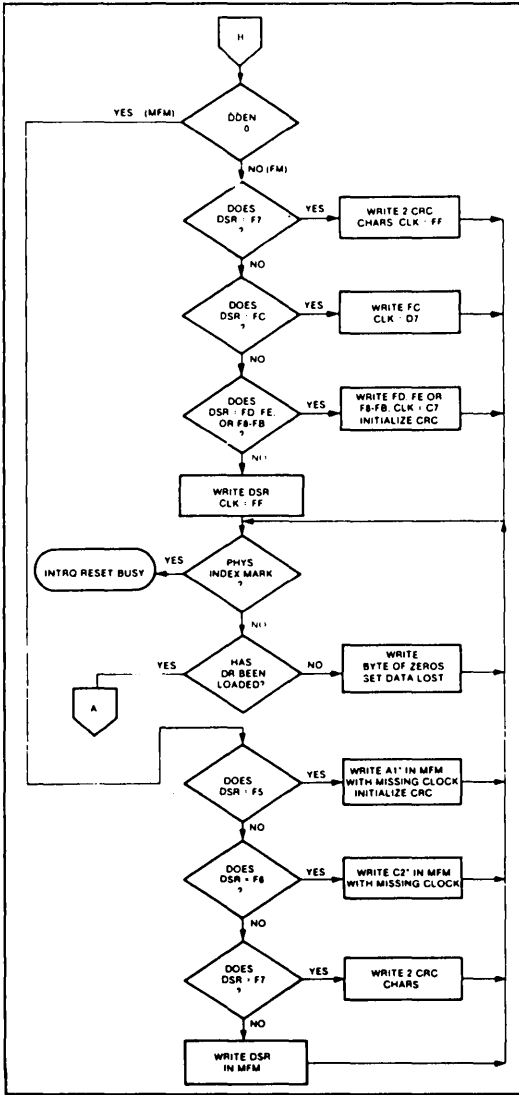 H
YES (MFM)
DDEN
0
NO (FM)
DOES
DSR : F7
?
YES
WRITE 2 CRC
CHARS CLK : FF
NO
DOES
DSR : FC
?
YES
WRITE FC
CLK : D7
NO
DOES
DSR : FD, FE,
OR F8-FB
?
YES
WRITE FD, FE OR
F8-FB, CLK : C7
INITIALIZE CRC
NO
WRITE DSR
CLK : FF
INTRQ RESET BUSY
YES
PHYS
INDEX MARK
?
NO
YES
HAS
DR BEEN
LOADED?
NO
WRITE
BYTE OF ZEROS
SET DATA LOST
A
DOES
DSR : F5
YES
WRITE A1* IN MFM
WITH MISSING CLOCK
INITIALIZE CRC
NO
DOES
DSR = F6
?
YES
WRITE C2* IN MFM
WITH MISSING CLOCK
NO
DOES
DSR : F7
?
YES
WRITE 2 CRC
CHARS
NO
WRITE DSR
IN MFM